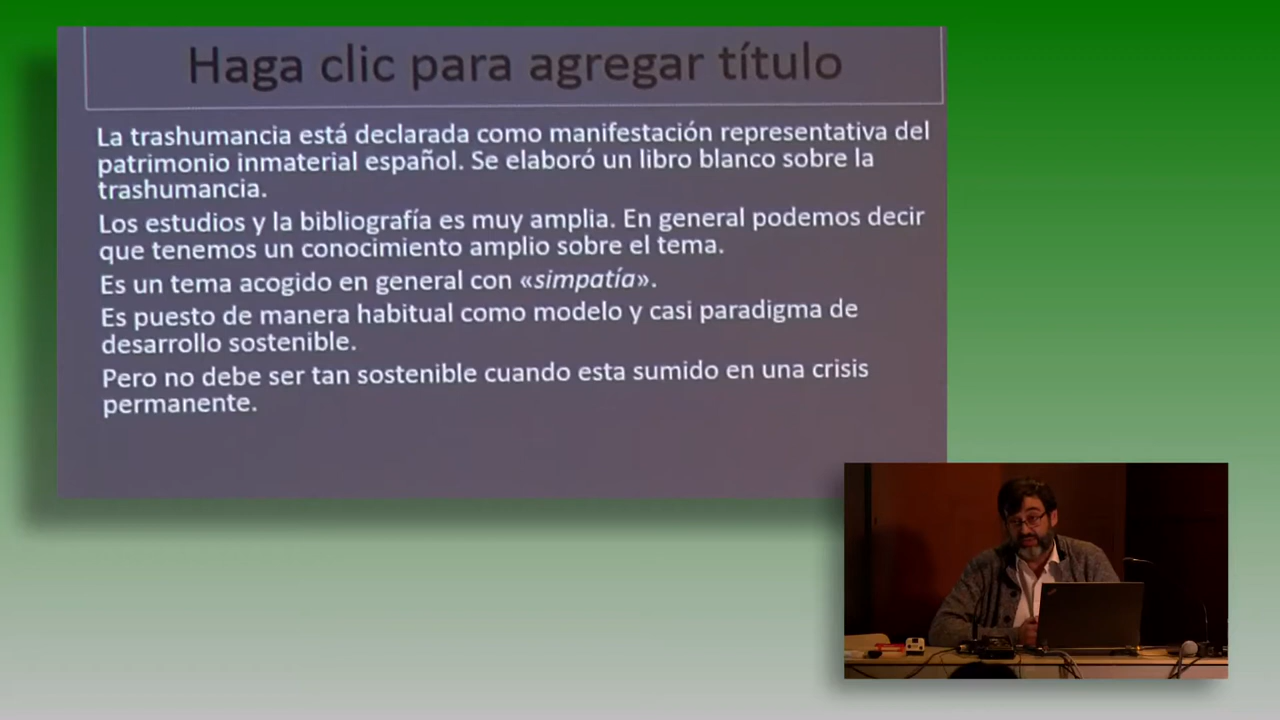 Haga clic para agregar título
La trashumancia está declarada como manifestación representativa del
patrimonio inmaterial español. Se elaboró un libro blanco sobre la
trashumancia.
Los estudios y la bibliografía es muy amplia. En general podemos decir
que tenemos un conocimiento amplio sobre el tema.
Es un tema acogido en general con «simpatía».
Es puesto de manera habitual como modelo y casi paradigma de
desarrollo sostenible.
Pero no debe ser tan sostenible cuando esta sumido en una crisis
permanente.